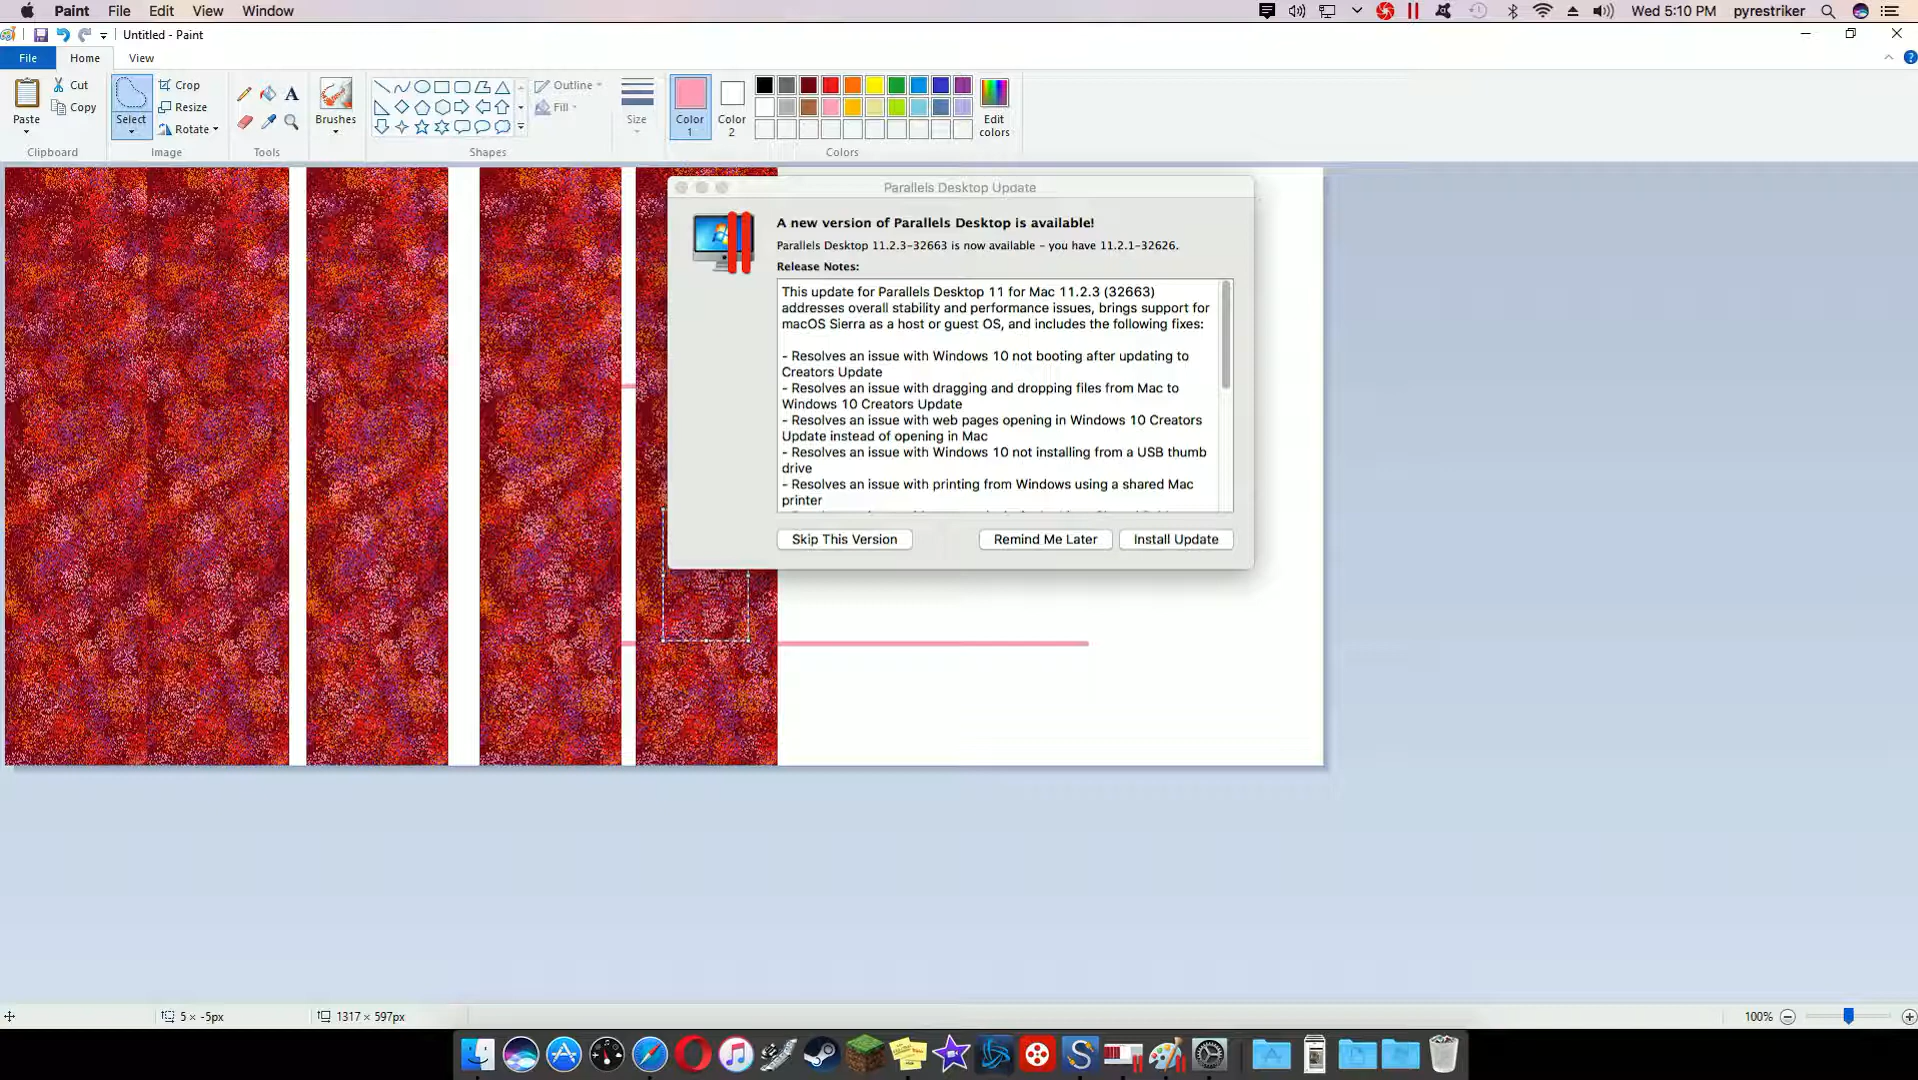 Paint File Edit View Window Wed 5:10 PM pyrestriker
Untitled - Paint
File Home View
Paste Cut Copy Clipboard
Select Crop Resize Rotate Image
A Tools
Brushes
Outline Fill Shapes
Size
Color 1 Color 2 Edit colors Colors
Parallels Desktop Update
A new version of Parallels Desktop is available!
Parallels Desktop 11.2.3-32663 is now available - you have 11.2.1-32626.
Release Notes:
This update for Parallels Desktop 11 for Mac 11.2.3 (32663)
addresses overall stability and performance issues, brings support for
macOS Sierra as a host or guest OS, and includes the following fixes:
- Resolves an issue with Windows 10 not booting after updating to
Creators Update
- Resolves an issue with dragging and dropping files from Mac to
Windows 10 Creators Update
- Resolves an issue with web pages opening in Windows 10 Creators
Update instead of opening in Mac
- Resolves an issue with Windows 10 not installing from a USB thumb
drive
- Resolves an issue with printing from Windows using a shared Mac
printer
Skip This Version Remind Me Later Install Update
5 × -5px 1317 × 597px 100%